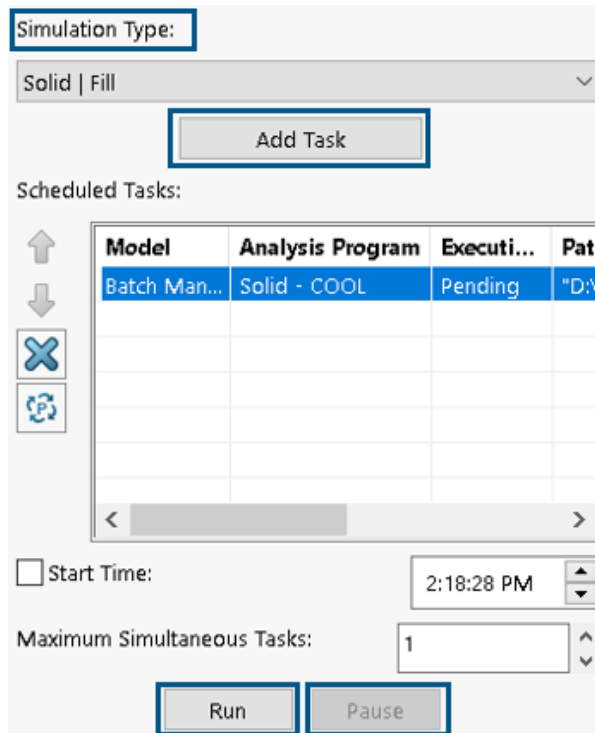 Simulation Type:
Solid | Fill
Add Task
Scheduled Tasks:
Model Analysis Program Executi... Pat
Batch Man... Solid - COOL Pending "D:\
Start Time:
2:18:28 PM
Maximum Simultaneous Tasks:
1
Run Pause